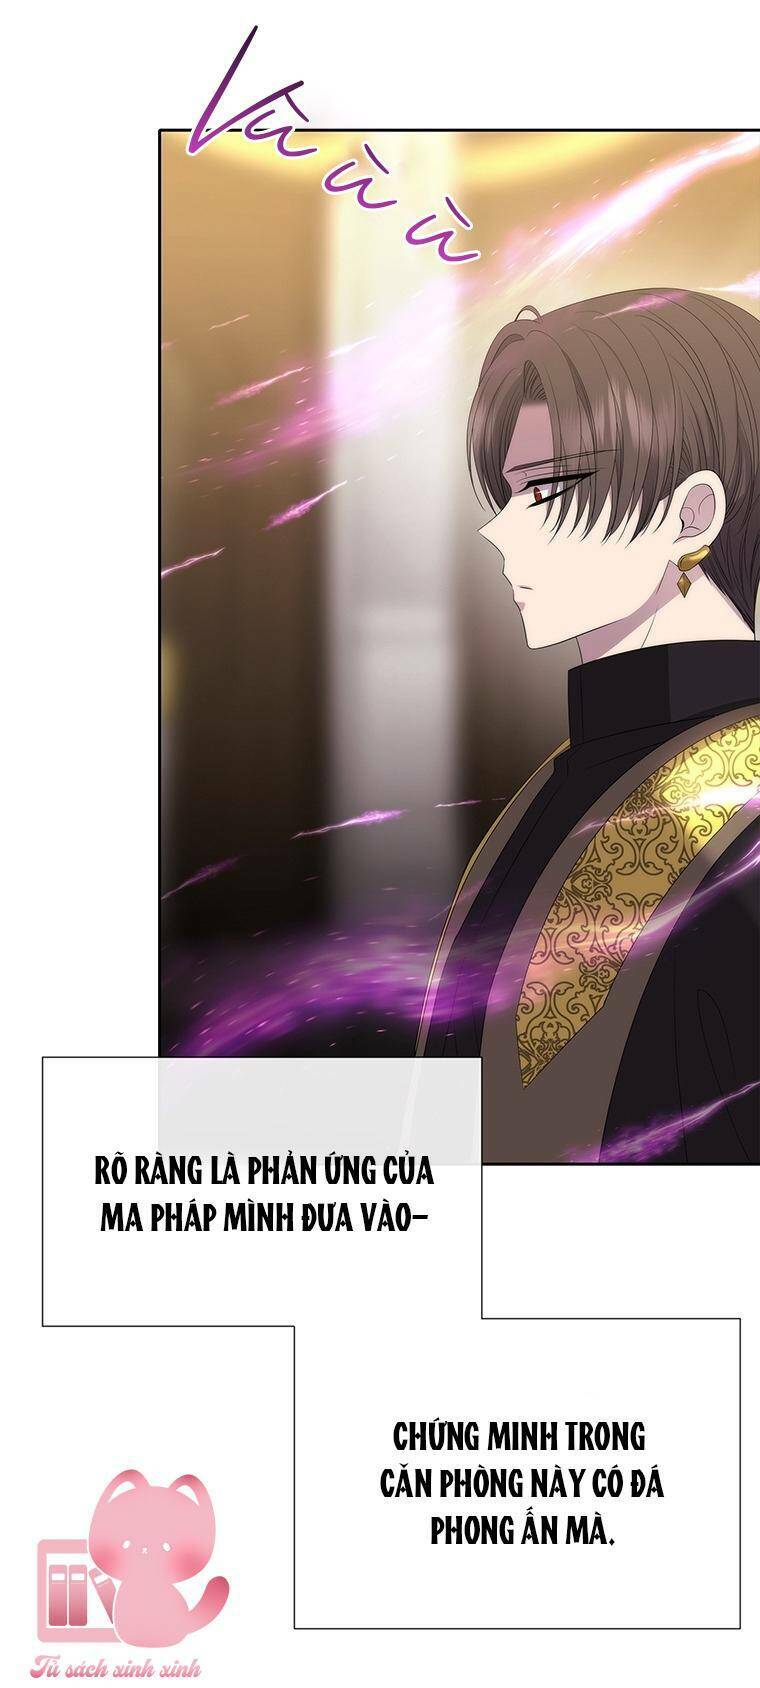 Vù ù ù
RÕ RÀNG LÀ PHẢN ỨNG CỦA
MA PHÁP MÌNH ĐƯA VÀO-
CHỨNG MINH TRONG
CĂN PHÒNG NÀY CÓ ĐÁ
PHONG ẤN MÀ.
Tủ sách xinh xinh